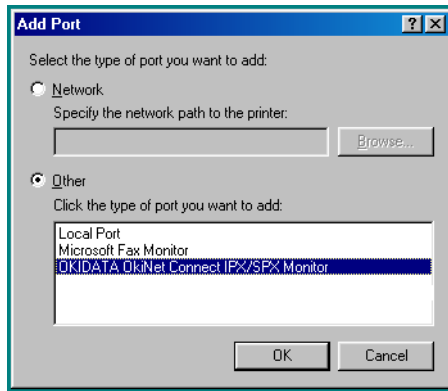 Add Port
Select the type of port you want to add:
Network
Specify the network path to the printer:
Browse...
Other
Click the type of port you want to add:
Local Port
Microsoft Fax Monitor
OKIDATA OkiNet Connect IPX/SPX Monitor
OK Cancel